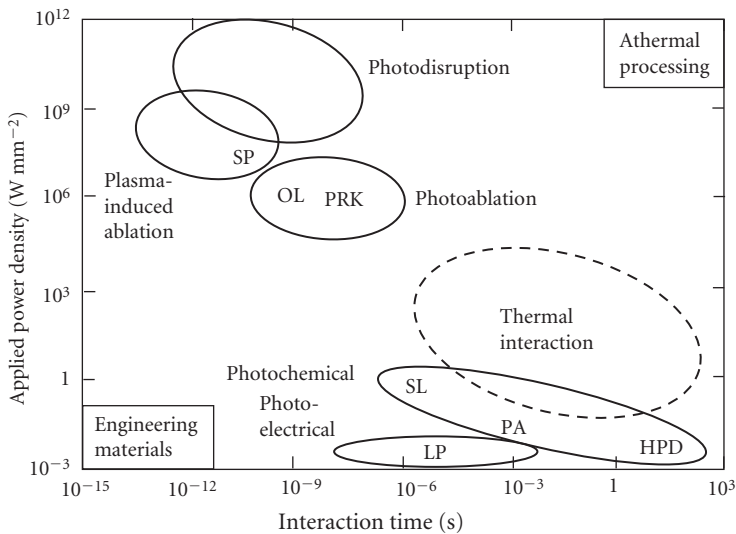 10¹²
10⁹
10⁶
10³
1
10⁻³
Applied power density (W mm⁻²)
Athermal
processing
Photodisruption
SP
Plasma-
induced
ablation
OL
PRK
Photoablation
Thermal
interaction
Photochemical
SL
Photo-
electrical
PA
HPD
LP
Engineering
materials
10⁻¹⁵
10⁻¹²
10⁻⁹
10⁻⁶
10⁻³
1
10³
Interaction time (s)